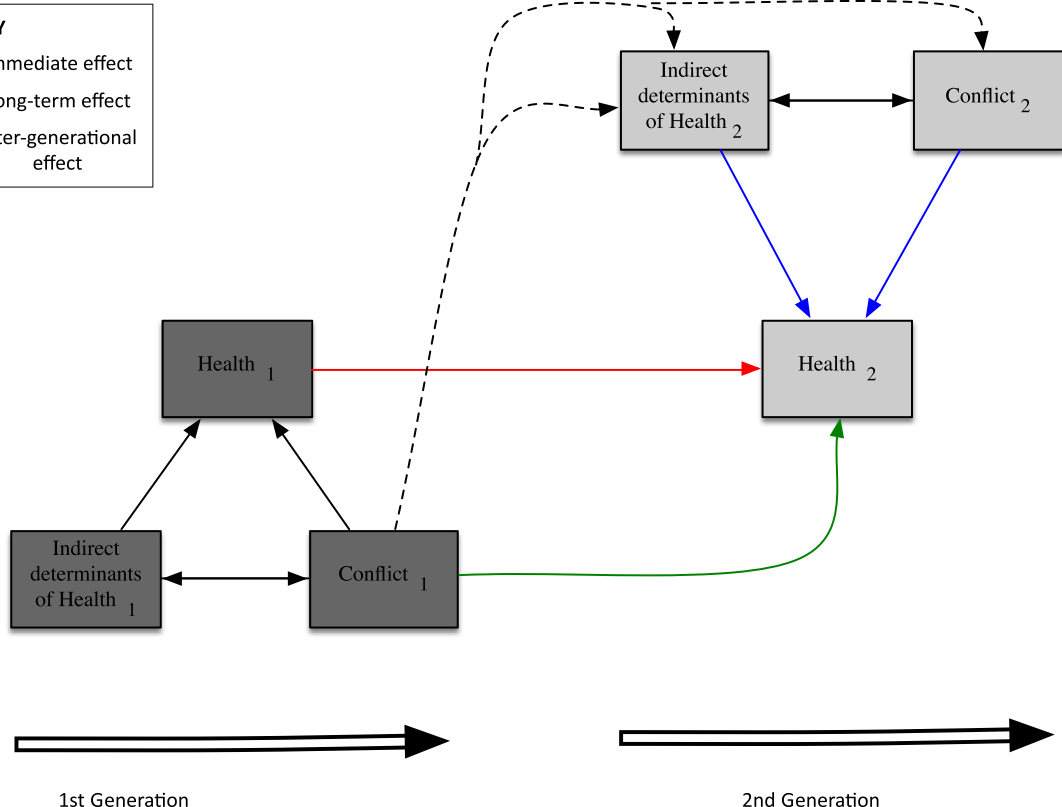 Y
mmediate effect
ong-term effect
ter-generational
effect
Indirect
determinants
of Health 2
Conflict 2
Health 1
Health 2
Indirect
determinants
of Health 1
Conflict 1
1st Generation
2nd Generation